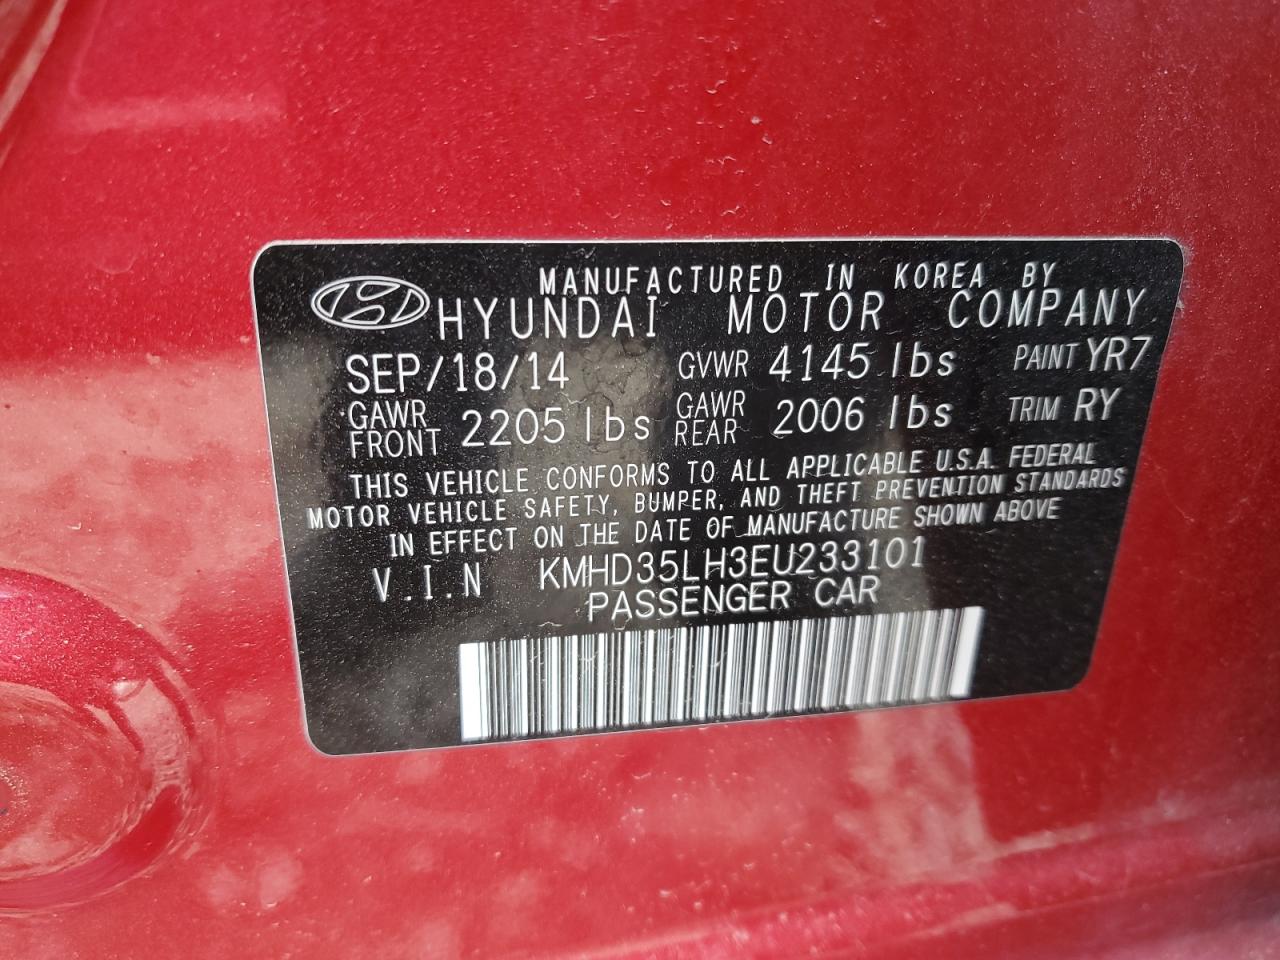 MANUFACTURED IN KOREA BY
HYUNDAI MOTOR COMPANY
SEP/18/14 GVWR 4145 lbs PAINT YR7
GAWR FRONT 2205 lbs GAWR REAR 2006 lbs TRIM RY
THIS VEHICLE CONFORMS TO ALL APPLICABLE U.S.A. FEDERAL
MOTOR VEHICLE SAFETY, BUMPER, AND THEFT PREVENTION STANDARDS
IN EFFECT ON THE DATE OF MANUFACTURE SHOWN ABOVE
V.I.N KMHD35LH3EU233101
PASSENGER CAR